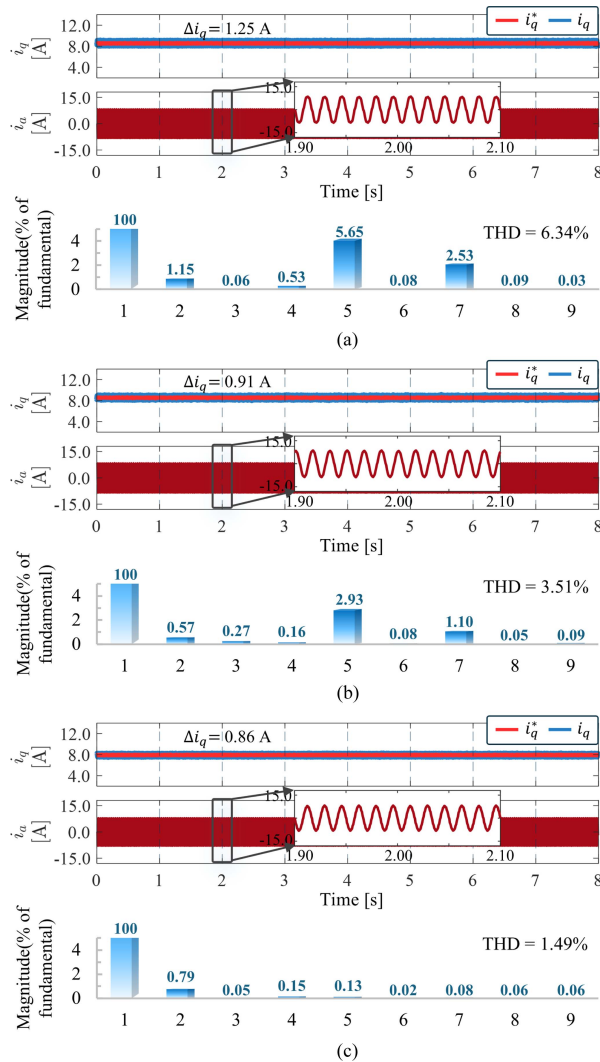 i_q^* i_q
12.0
8.0
4.0
i_q
[A]
Δi_q = 1.25 A
15.0
0.0
-15.0
i_a
[A]
15.0
-15.0
1.90 2.00 2.10
0 1 2 3 4 5 6 7 8
Time [s]
Magnitude(% of
fundamental)
4
2
0
100 1.15 0.06 0.53 5.65 0.08 2.53 0.09 0.03
THD = 6.34%
1 2 3 4 5 6 7 8 9
(a)
i_q^* i_q
12.0
8.0
4.0
i_q
[A]
Δi_q = 0.91 A
15.0
0.0
-15.0
i_a
[A]
15.0
-15.0
1.90 2.00 2.10
0 1 2 3 4 5 6 7 8
Time [s]
Magnitude(% of
fundamental)
4
2
0
100 0.57 0.27 0.16 2.93 0.08 1.10 0.05 0.09
THD = 3.51%
1 2 3 4 5 6 7 8 9
(b)
i_q^* i_q
12.0
8.0
4.0
i_q
[A]
Δi_q = 0.86 A
15.0
0.0
-15.0
i_a
[A]
15.0
-15.0
1.90 2.00 2.10
0 1 2 3 4 5 6 7 8
Time [s]
Magnitude(% of
fundamental)
4
2
0
100 0.79 0.05 0.15 0.13 0.02 0.08 0.06 0.06
THD = 1.49%
1 2 3 4 5 6 7 8 9
(c)